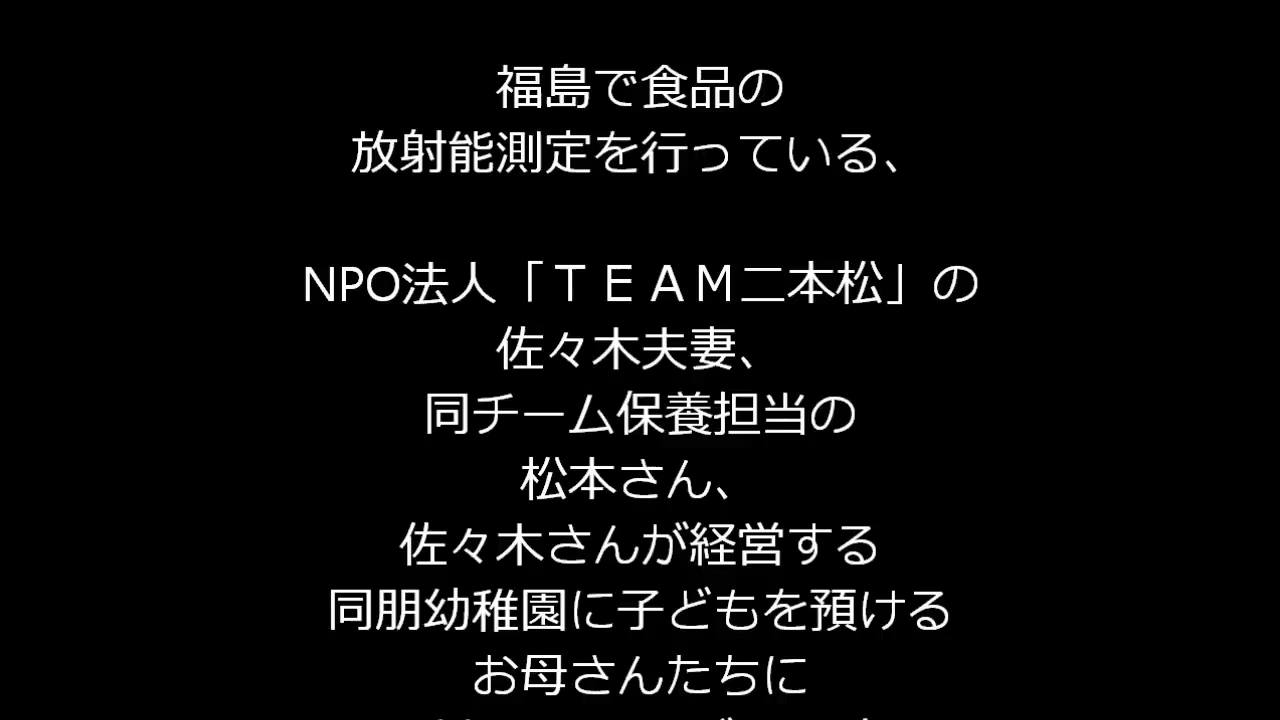 福島で食品の
放射能測定を行っている、
NPO法人「ＴＥＡＭ二本松」の
佐々木夫妻、
同チーム保養担当の
松本さん、
佐々木さんが経営する
同朋幼稚園に子どもを預ける
お母さんたちに